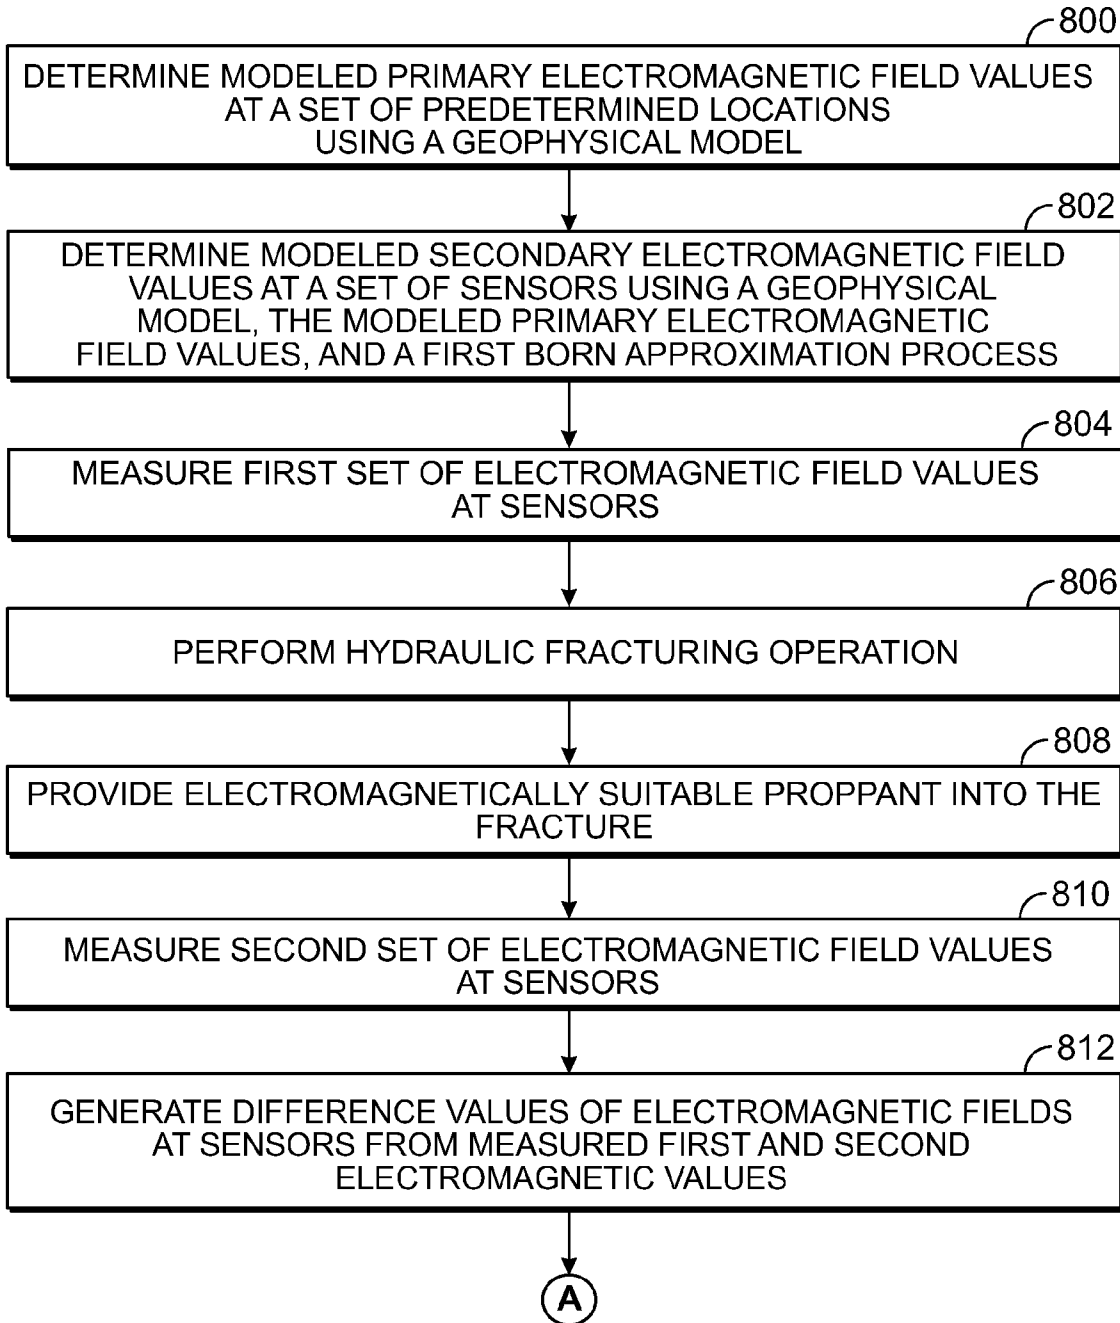 800
DETERMINE MODELED PRIMARY ELECTROMAGNETIC FIELD VALUES
AT A SET OF PREDETERMINED LOCATIONS
USING A GEOPHYSICAL MODEL
802
DETERMINE MODELED SECONDARY ELECTROMAGNETIC FIELD
VALUES AT A SET OF SENSORS USING A GEOPHYSICAL
MODEL, THE MODELED PRIMARY ELECTROMAGNETIC
FIELD VALUES, AND A FIRST BORN APPROXIMATION PROCESS
804
MEASURE FIRST SET OF ELECTROMAGNETIC FIELD VALUES
AT SENSORS
806
PERFORM HYDRAULIC FRACTURING OPERATION
808
PROVIDE ELECTROMAGNETICALLY SUITABLE PROPPANT INTO THE
FRACTURE
810
MEASURE SECOND SET OF ELECTROMAGNETIC FIELD VALUES
AT SENSORS
812
GENERATE DIFFERENCE VALUES OF ELECTROMAGNETIC FIELDS
AT SENSORS FROM MEASURED FIRST AND SECOND
ELECTROMAGNETIC VALUES
A